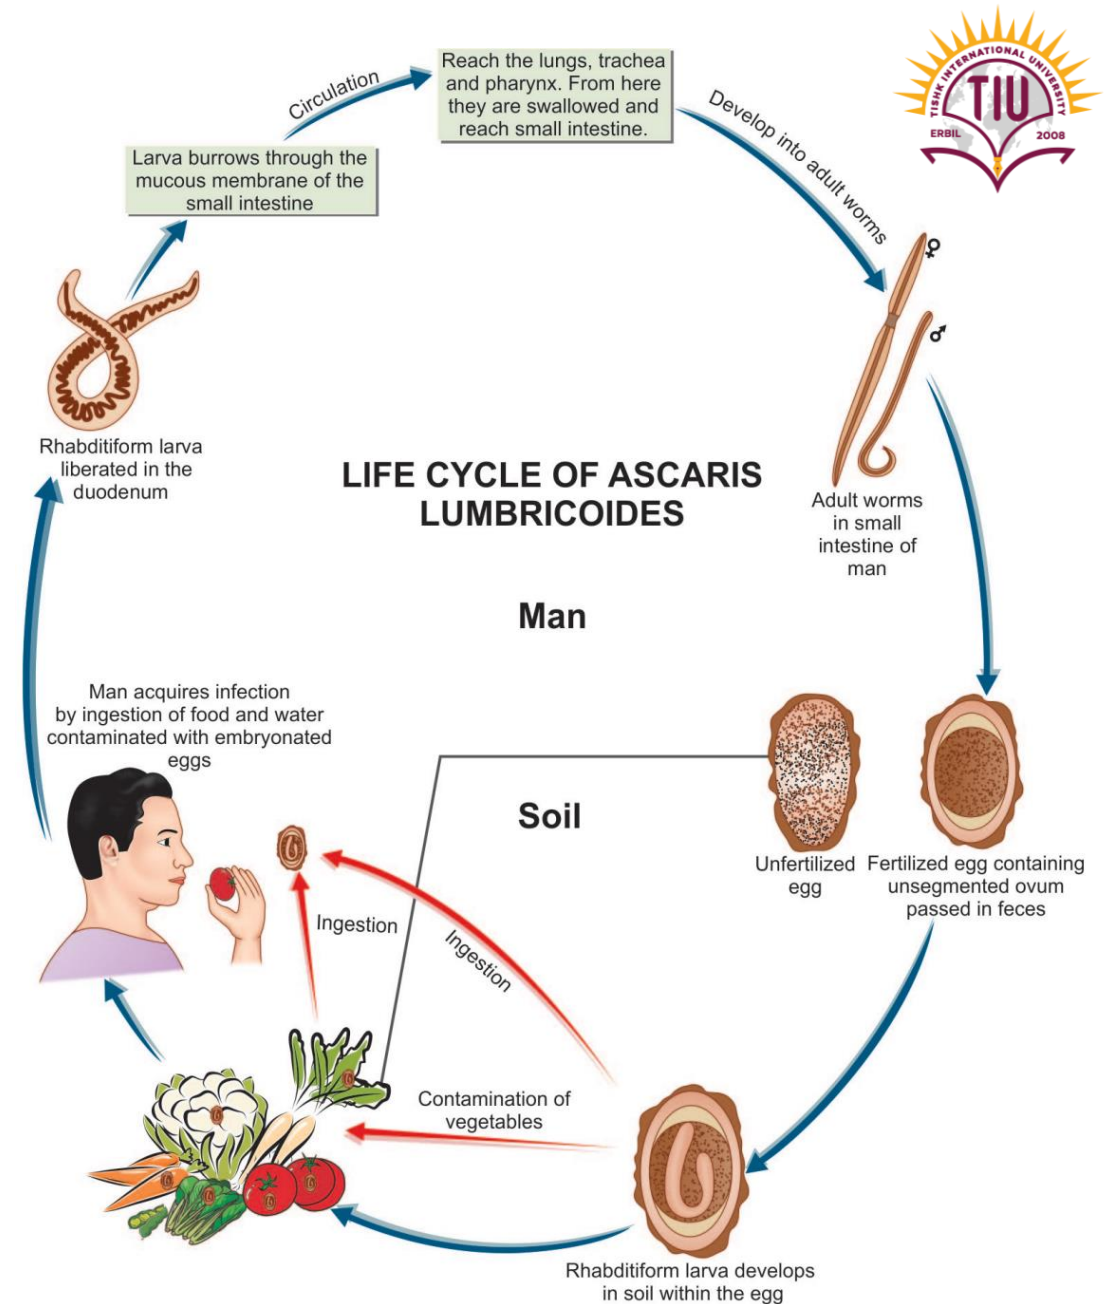 TISHK INTERNATIONAL UNIVERSITY
TIU
ERBIL
2008
Reach the lungs, trachea
and pharynx. From here
they are swallowed and
reach small intestine.
Circulation
Develop into adult worms
Larva burrows through the
mucous membrane of the
small intestine
♀
♂
Rhabditiform larva
liberated in the
duodenum
LIFE CYCLE OF ASCARIS
LUMBRICOIDES
Adult worms
in small
intestine of
man
Man
Man acquires infection
by ingestion of food and water
contaminated with embryonated
eggs
Soil
Unfertilized
egg
Fertilized egg containing
unsegmented ovum
passed in feces
Ingestion
Ingestion
Contamination of
vegetables
Rhabditiform larva develops
in soil within the egg